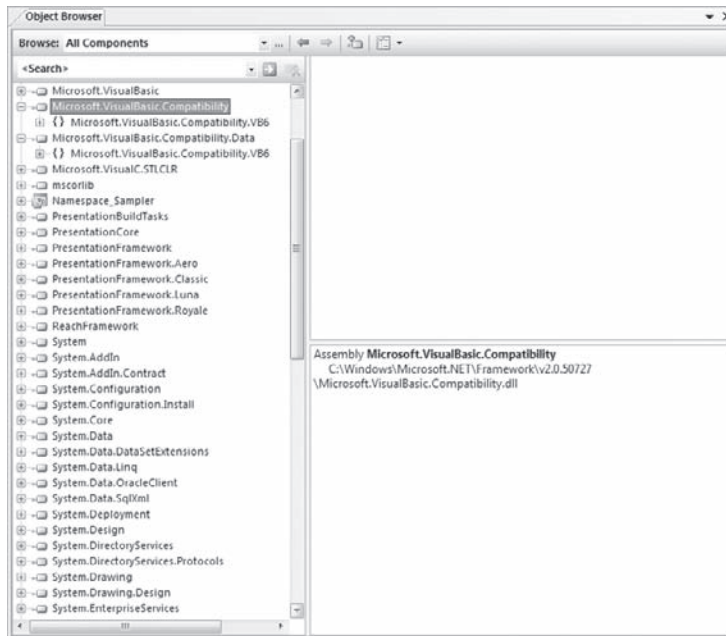 Object Browser
Browse: All Components
...
<Search>
Microsoft.VisualBasic
Microsoft.VisualBasic.Compatibility
{} Microsoft.VisualBasic.Compatibility.VB6
Microsoft.VisualBasic.Compatibility.Data
{} Microsoft.VisualBasic.Compatibility.VB6
Microsoft.VisualC.STLCLR
mscorlib
Namespace_Sampler
PresentationBuildTasks
PresentationCore
PresentationFramework
PresentationFramework.Aero
PresentationFramework.Classic
PresentationFramework.Luna
PresentationFramework.Royale
ReachFramework
System
System.AddIn
System.AddIn.Contract
System.Configuration
System.Configuration.Install
System.Core
System.Data
System.Data.DataSetExtensions
System.Data.Linq
System.Data.OracleClient
System.Data.SqlXml
System.Deployment
System.Design
System.DirectoryServices
System.DirectoryServices.Protocols
System.Drawing
System.Drawing.Design
System.EnterpriseServices
Assembly Microsoft.VisualBasic.Compatibility
C:\Windows\Microsoft.NET\Framework\v2.0.50727
\Microsoft.VisualBasic.Compatibility.dll